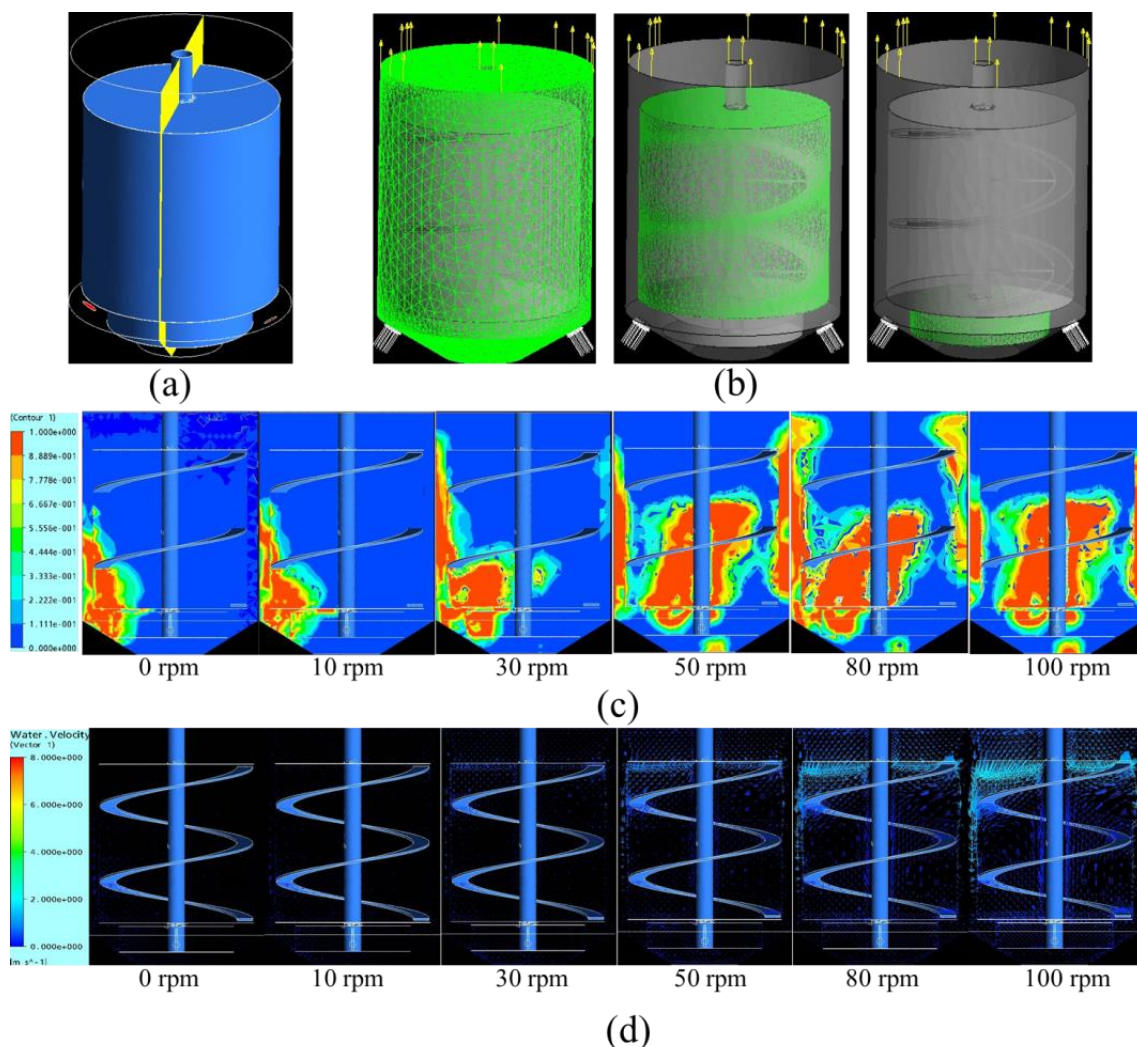 (a)
(b)
(Contour 1)
1.000e+000
8.889e-001
7.778e-001
6.667e-001
5.556e-001
4.444e-001
3.333e-001
2.222e-001
1.111e-001
0.000e+000
0 rpm
10 rpm
30 rpm
50 rpm
80 rpm
100 rpm
(c)
Water . Velocity
(Vector 1)
8.000e+000
6.000e+000
4.000e+000
2.000e+000
0.000e+000
[m s^-1]
0 rpm
10 rpm
30 rpm
50 rpm
80 rpm
100 rpm
(d)